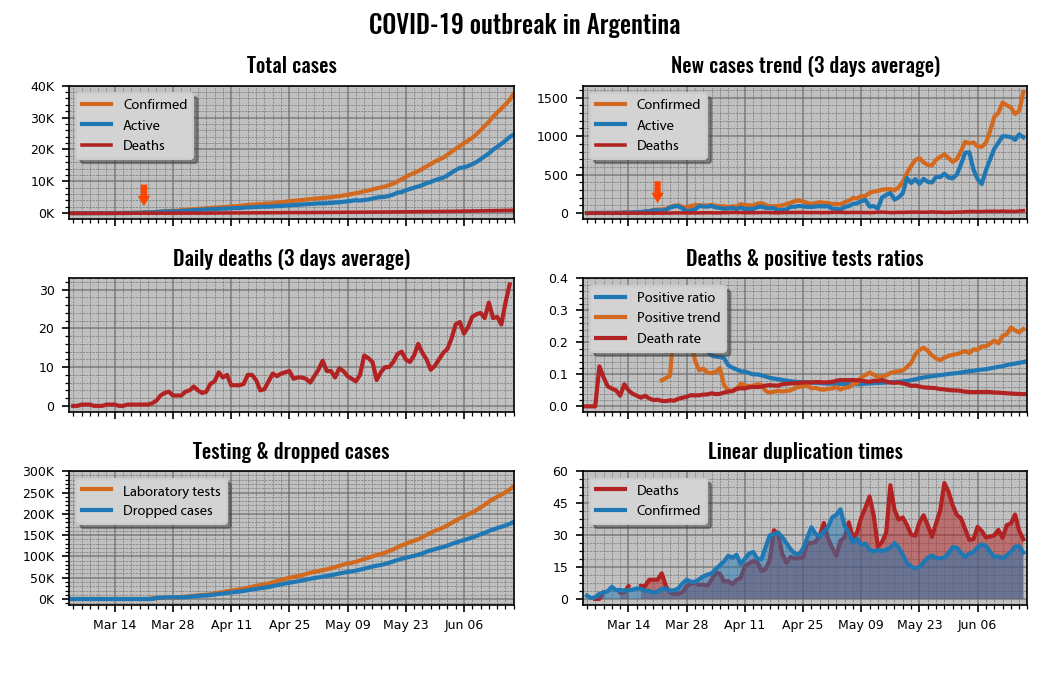 COVID-19 outbreak in Argentina
Total cases
40K
30K
20K
10K
0K
Confirmed
Active
Deaths
New cases trend (3 days average)
1500
1000
500
0
Confirmed
Active
Deaths
Daily deaths (3 days average)
30
20
10
0
Deaths & positive tests ratios
0.4
0.3
0.2
0.1
0.0
Positive ratio
Positive trend
Death rate
Testing & dropped cases
300K
250K
200K
150K
100K
50K
0K
Laboratory tests
Dropped cases
Mar 14 Mar 28 Apr 11 Apr 25 May 09 May 23 Jun 06
Linear duplication times
60
45
30
15
0
Deaths
Confirmed
Mar 14 Mar 28 Apr 11 Apr 25 May 09 May 23 Jun 06